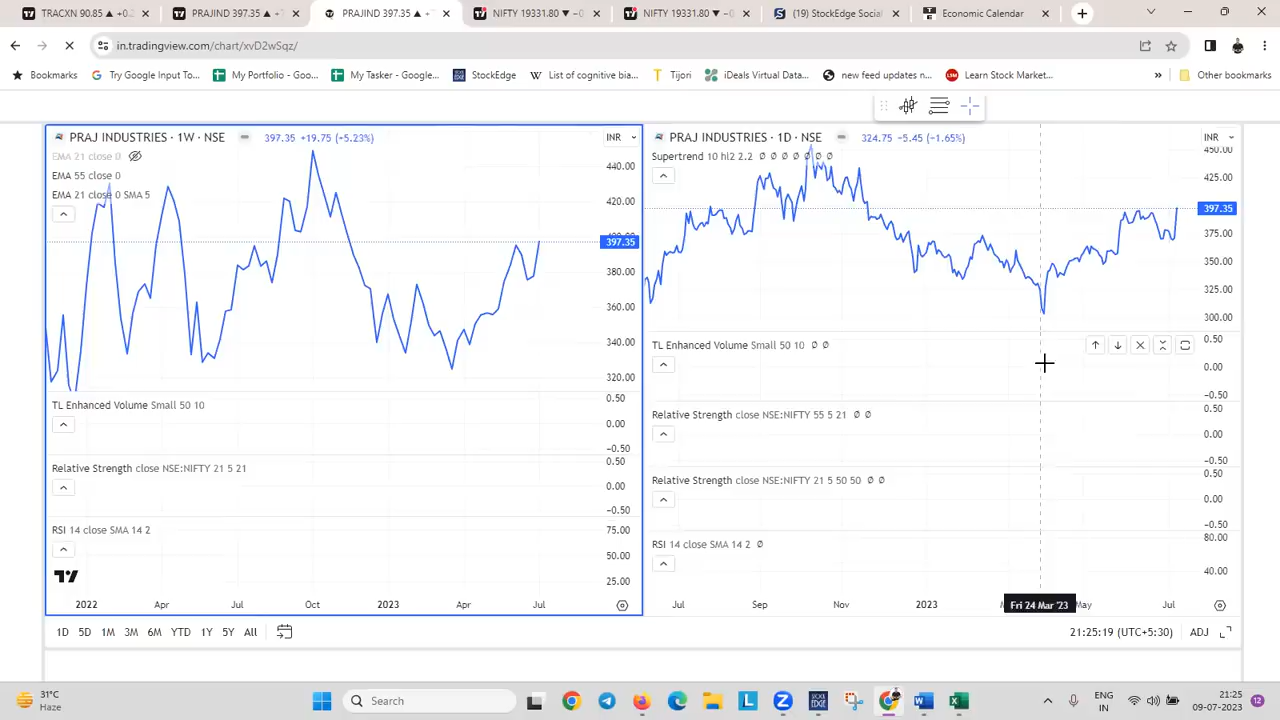 TRACXN 90.85 ▲ +0.2
PRAJIND 397.35 ▲ +1
PRAJIND 397.35 ▲ +
NIFTY 19331.80 ▼ −0
NIFTY 19331.80 ▼ −0
(19) StockEdge Social
Economic Calendar
in.tradingview.com/chart/xvD2wSqz/
Bookmarks
Try Google Input To...
My Portfolio - Goo...
My Tasker - Google...
StockEdge
List of cognitive bia...
Tijori
iDeals Virtual Data...
new feed updates n...
Learn Stock Market...
»
Other bookmarks
PRAJ INDUSTRIES · 1W · NSE 397.35 +19.75 (+5.23%) INR
EMA 21 close 0
EMA 55 close 0
EMA 21 close 0 SMA 5
440.00
420.00
400.00
397.35
380.00
360.00
340.00
320.00
TL Enhanced Volume Small 50 10
0.50
0.00
−0.50
Relative Strength close NSE:NIFTY 21 5 21
0.50
0.00
−0.50
RSI 14 close SMA 14 2
75.00
50.00
25.00
2022 Apr Jul Oct 2023 Apr Jul
PRAJ INDUSTRIES · 1D · NSE 324.75 −5.45 (−1.65%) INR
Supertrend 10 hl2 2.2 ∅ ∅ ∅ ∅ ∅ ∅
450.00
425.00
397.35
375.00
350.00
325.00
300.00
TL Enhanced Volume Small 50 10 ∅ ∅
0.50
0.00
−0.50
Relative Strength close NSE:NIFTY 55 5 21 ∅ ∅
0.50
0.00
−0.50
Relative Strength close NSE:NIFTY 21 5 50 50 ∅ ∅
0.50
0.00
−0.50
RSI 14 close SMA 14 2 ∅
80.00
40.00
Jul Sep Nov 2023 Fri 24 Mar '23 May Jul
1D 5D 1M 3M 6M YTD 1Y 5Y All
21:25:19 (UTC+5:30) ADJ
31°C
Haze
Search
ENG
IN
21:25
09-07-2023
12